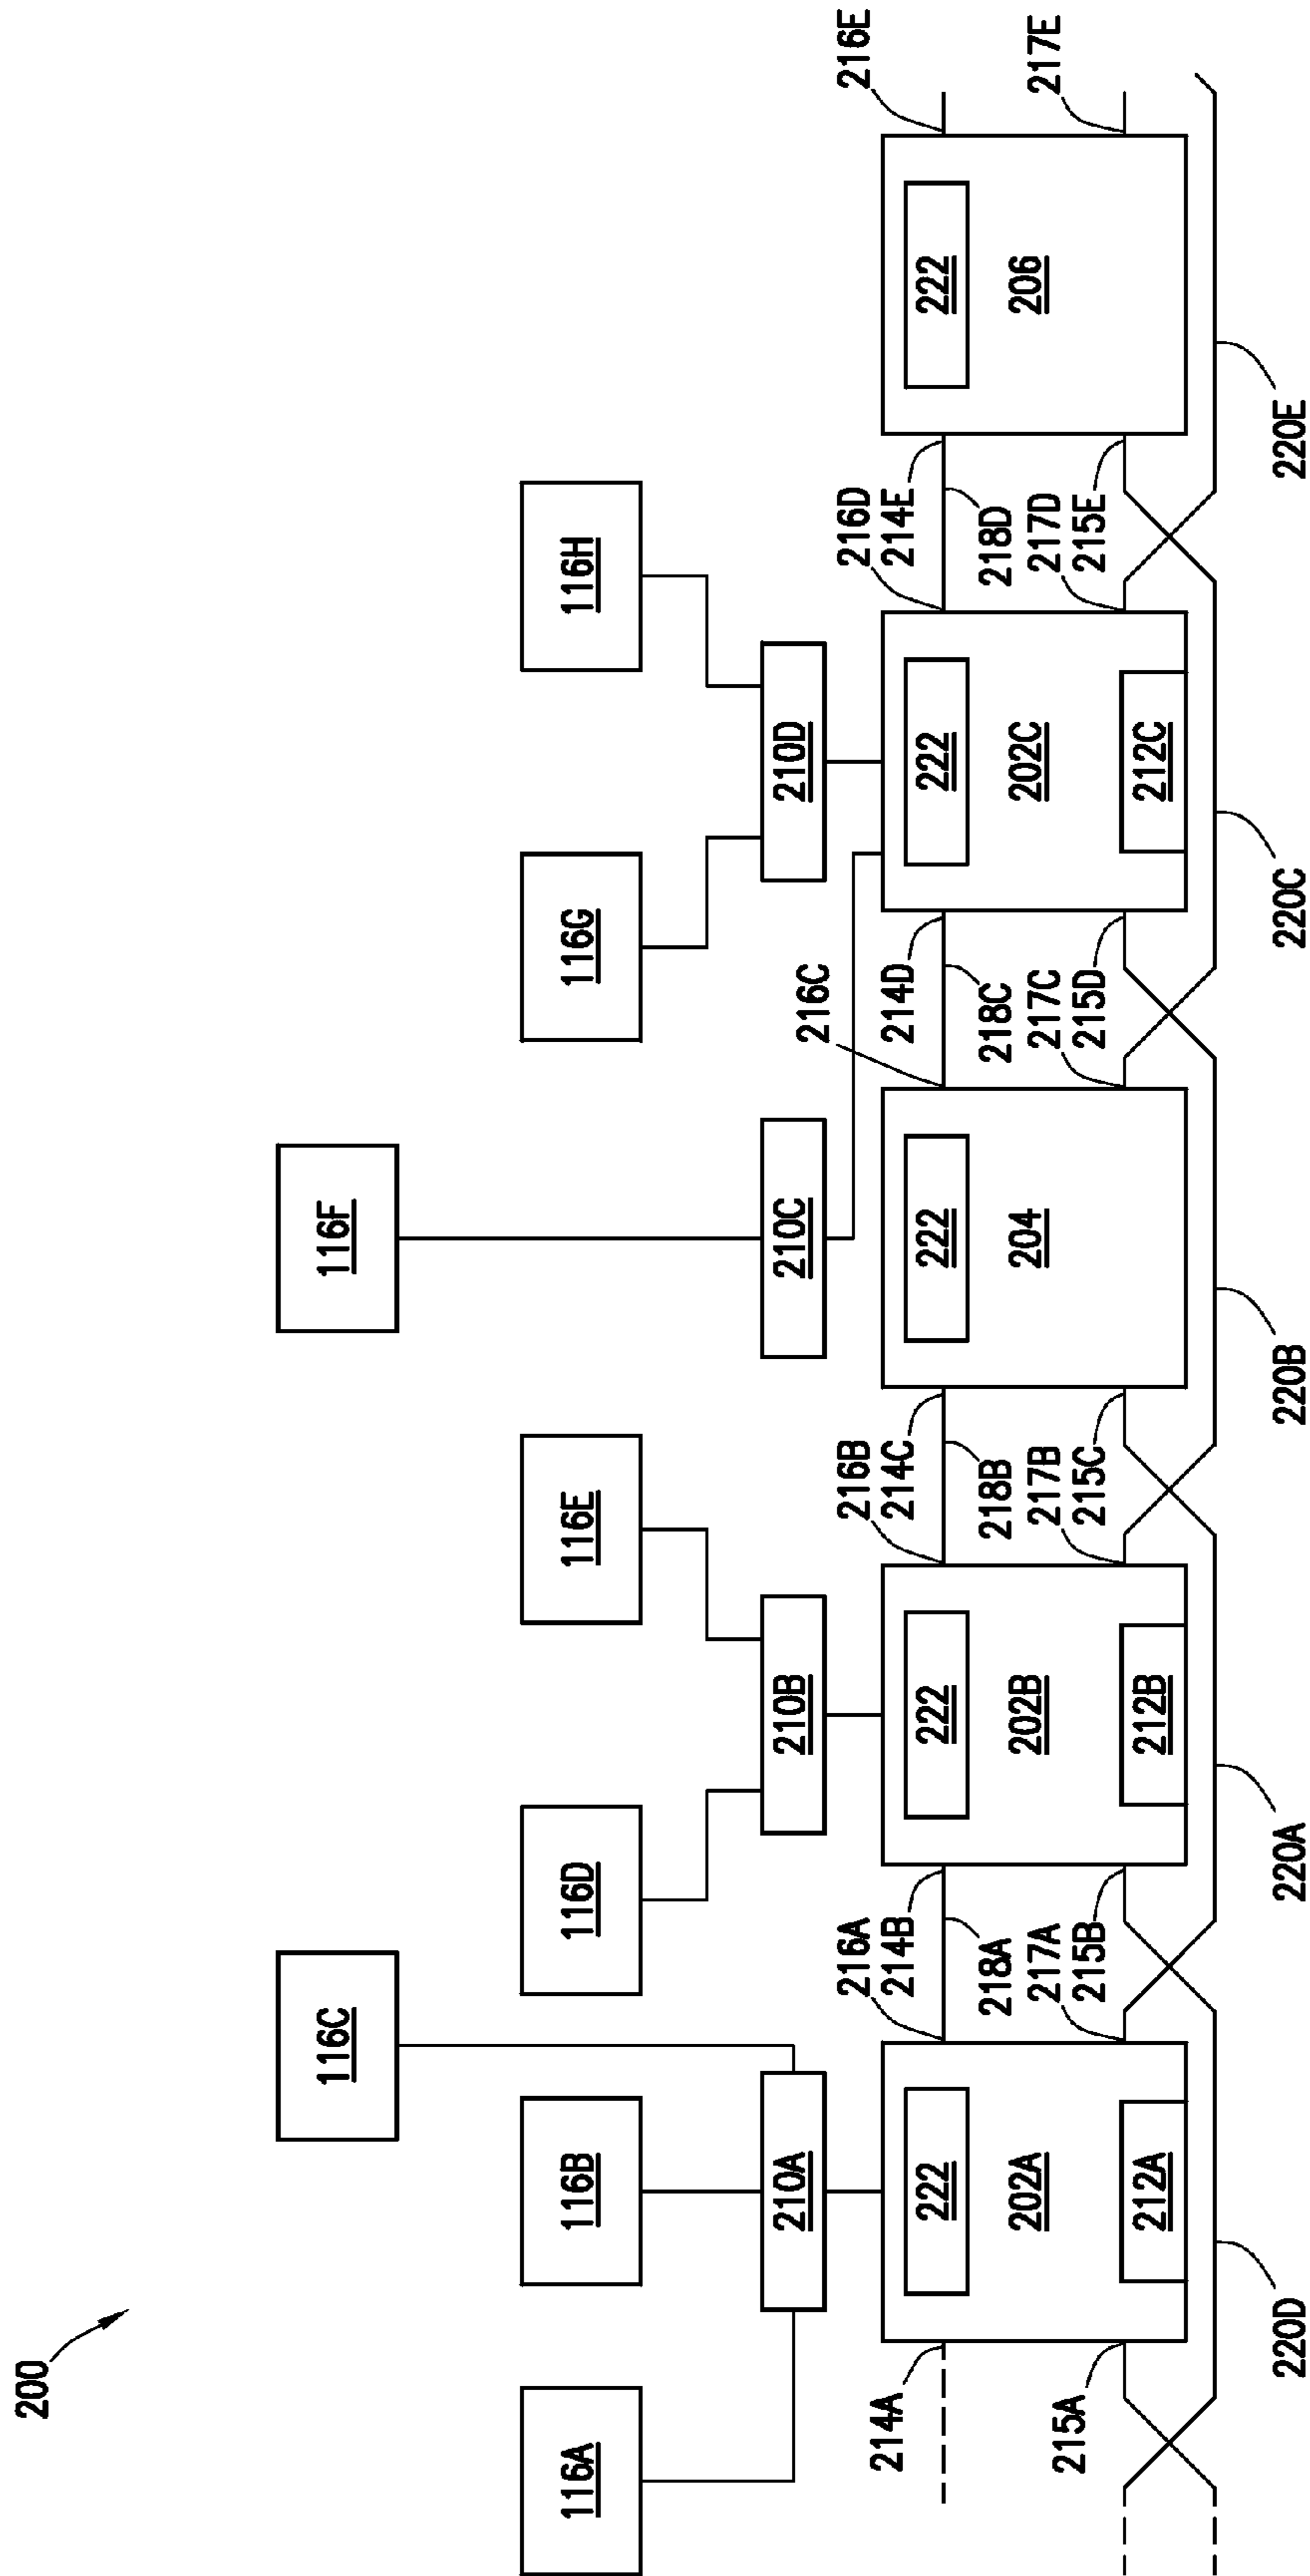 200
116C
116F
116A
116B
116D
116E
116G
116H
210A
210B
210C
210D
214A
216A
214B
216B
214C
216C
214D
216D
214E
216E
222
222
222
222
222
218A
218B
218C
218D
202A
202B
204
202C
206
215A
217A
215B
217B
215C
217C
215D
217D
215E
217E
212A
212B
212C
220D
220A
220B
220C
220E